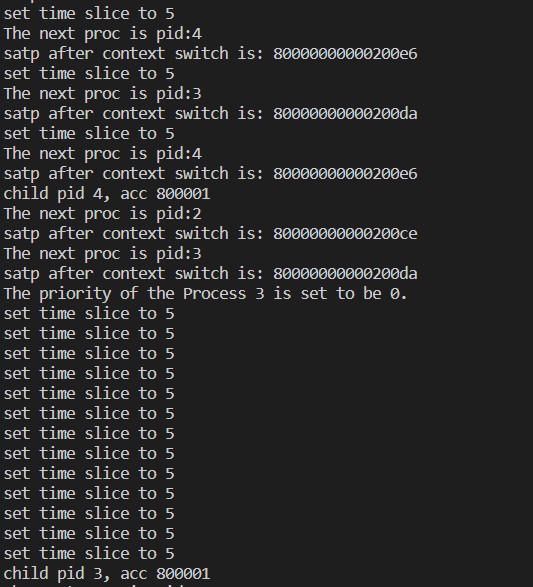 set time slice to 5
The next proc is pid:4
satp after context switch is: 80000000000200e6
set time slice to 5
The next proc is pid:3
satp after context switch is: 80000000000200da
set time slice to 5
The next proc is pid:4
satp after context switch is: 80000000000200e6
child pid 4, acc 800001
The next proc is pid:2
satp after context switch is: 80000000000200ce
The next proc is pid:3
satp after context switch is: 80000000000200da
The priority of the Process 3 is set to be 0.
set time slice to 5
set time slice to 5
set time slice to 5
set time slice to 5
set time slice to 5
set time slice to 5
set time slice to 5
set time slice to 5
set time slice to 5
set time slice to 5
set time slice to 5
set time slice to 5
set time slice to 5
child pid 3, acc 800001